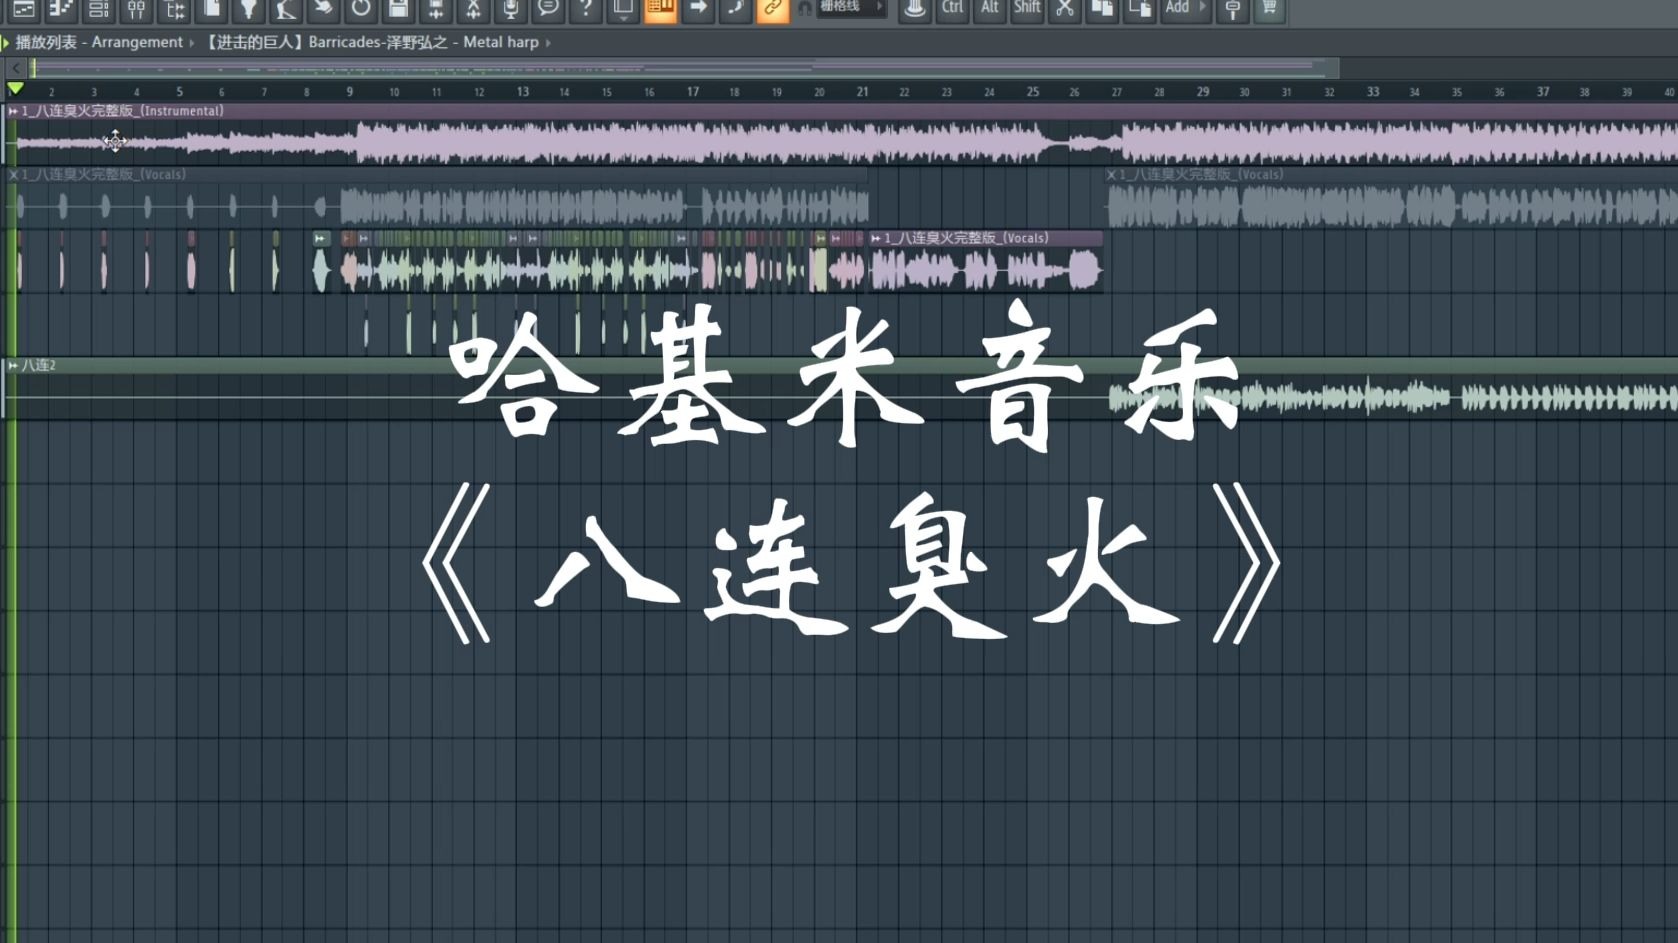 栅格线 Ctrl Alt Shift Add
播放列表 - Arrangement 【进击的巨人】Barricades-泽野弘之 - Metal harp
2 3 4 5 6 7 8 9 10 11 12 13 14 15 16 17 18 19 20 21 22 23 24 25 26 27 28 29 30 31 32 33 34 35 36 37 38 39 40
1_八连臭火完整版_(Instrumental)
1_八连臭火完整版_(Vocals) 1_八连臭火完整版_(Vocals)
1_八连臭火完整版_(Vocals)
八连2
哈基米音乐
《八连臭火》